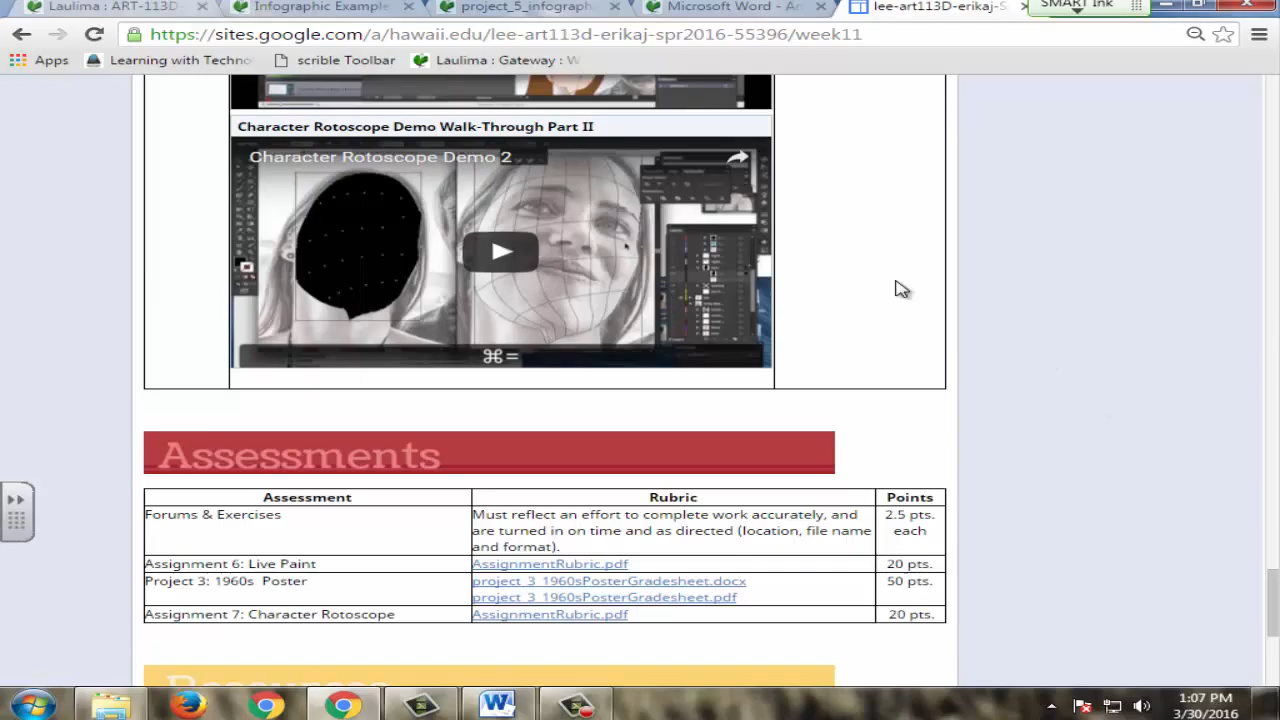 Laulima : ART-113D
Infographic Example
project_5_infograph
Microsoft Word - A
lee-art113D-erikaj-S
SMART Ink
https://sites.google.com/a/hawaii.edu/lee-art113d-erikaj-spr2016-55396/week11
Apps
Learning with Techno
scrible Toolbar
Laulima : Gateway : W
Character Rotoscope Demo Walk-Through Part II
Character Rotoscope Demo 2
⌘=
Assessments
Assessment Rubric Points
Forums & Exercises
Must reflect an effort to complete work accurately, and
are turned in on time and as directed (location, file name
and format).
2.5 pts.
each
Assignment 6: Live Paint AssignmentRubric.pdf 20 pts.
Project 3: 1960s Poster project_3_1960sPosterGradesheet.docx 50 pts.
project_3_1960sPosterGradesheet.pdf
Assignment 7: Character Rotoscope AssignmentRubric.pdf 20 pts.
Resources
1:07 PM
3/30/2016